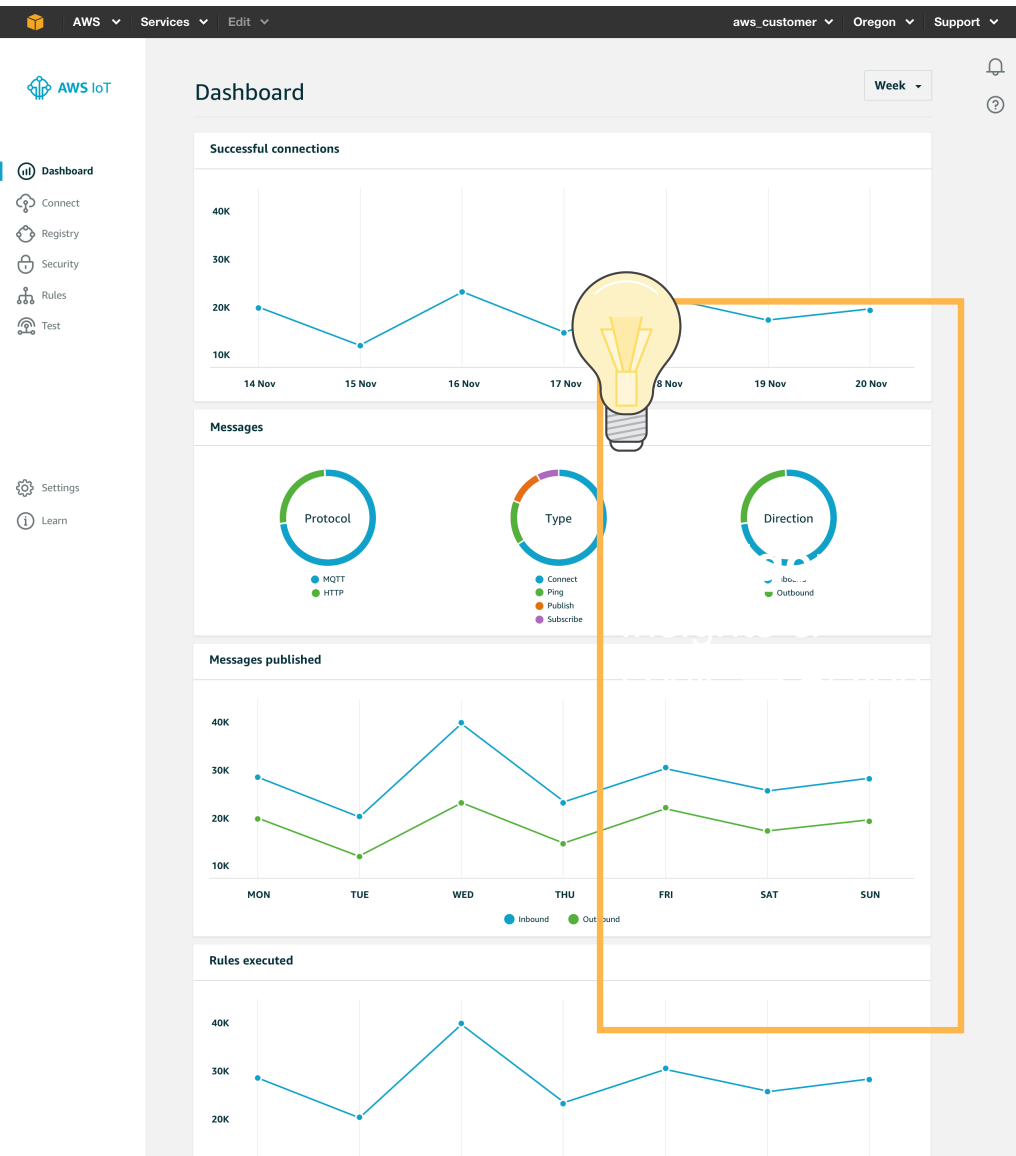 AWS Services Edit aws_customer Oregon Support
AWS IoT
Dashboard
Week
Dashboard
Connect
Registry
Security
Rules
Test
Settings
Learn
Successful connections
40K
30K
20K
10K
14 Nov 15 Nov 16 Nov 17 Nov 8 Nov 19 Nov 20 Nov
Messages
Protocol
MQTT
HTTP
Type
Connect
Ping
Publish
Subscribe
Direction
Outbound
Messages published
40K
30K
20K
10K
MON TUE WED THU FRI SAT SUN
Inbound Outbound
Rules executed
40K
30K
20K